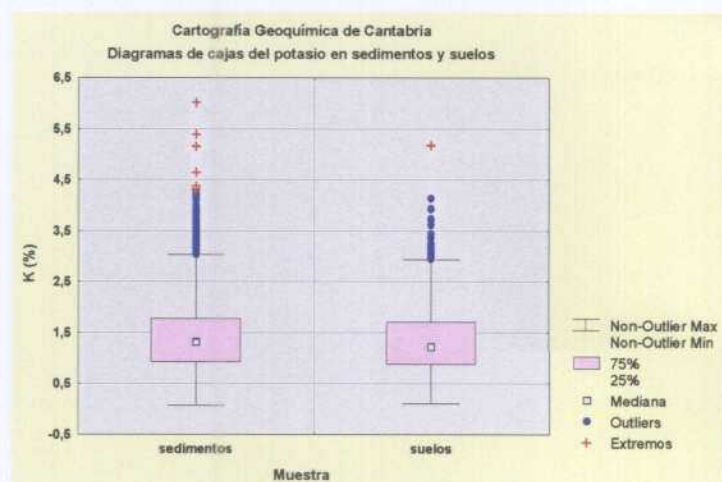 Cartografía Geoquímica de Cantabria
Diagramas de cajas del potasio en sedimentos y suelos
6,5
5,5
4,5
3,5
2,5
1,5
0,5
-0,5
K (%)
sedimentos
suelos
Muestra
Non-Outlier Max
Non-Outlier Min
75%
25%
Mediana
Outliers
Extremos